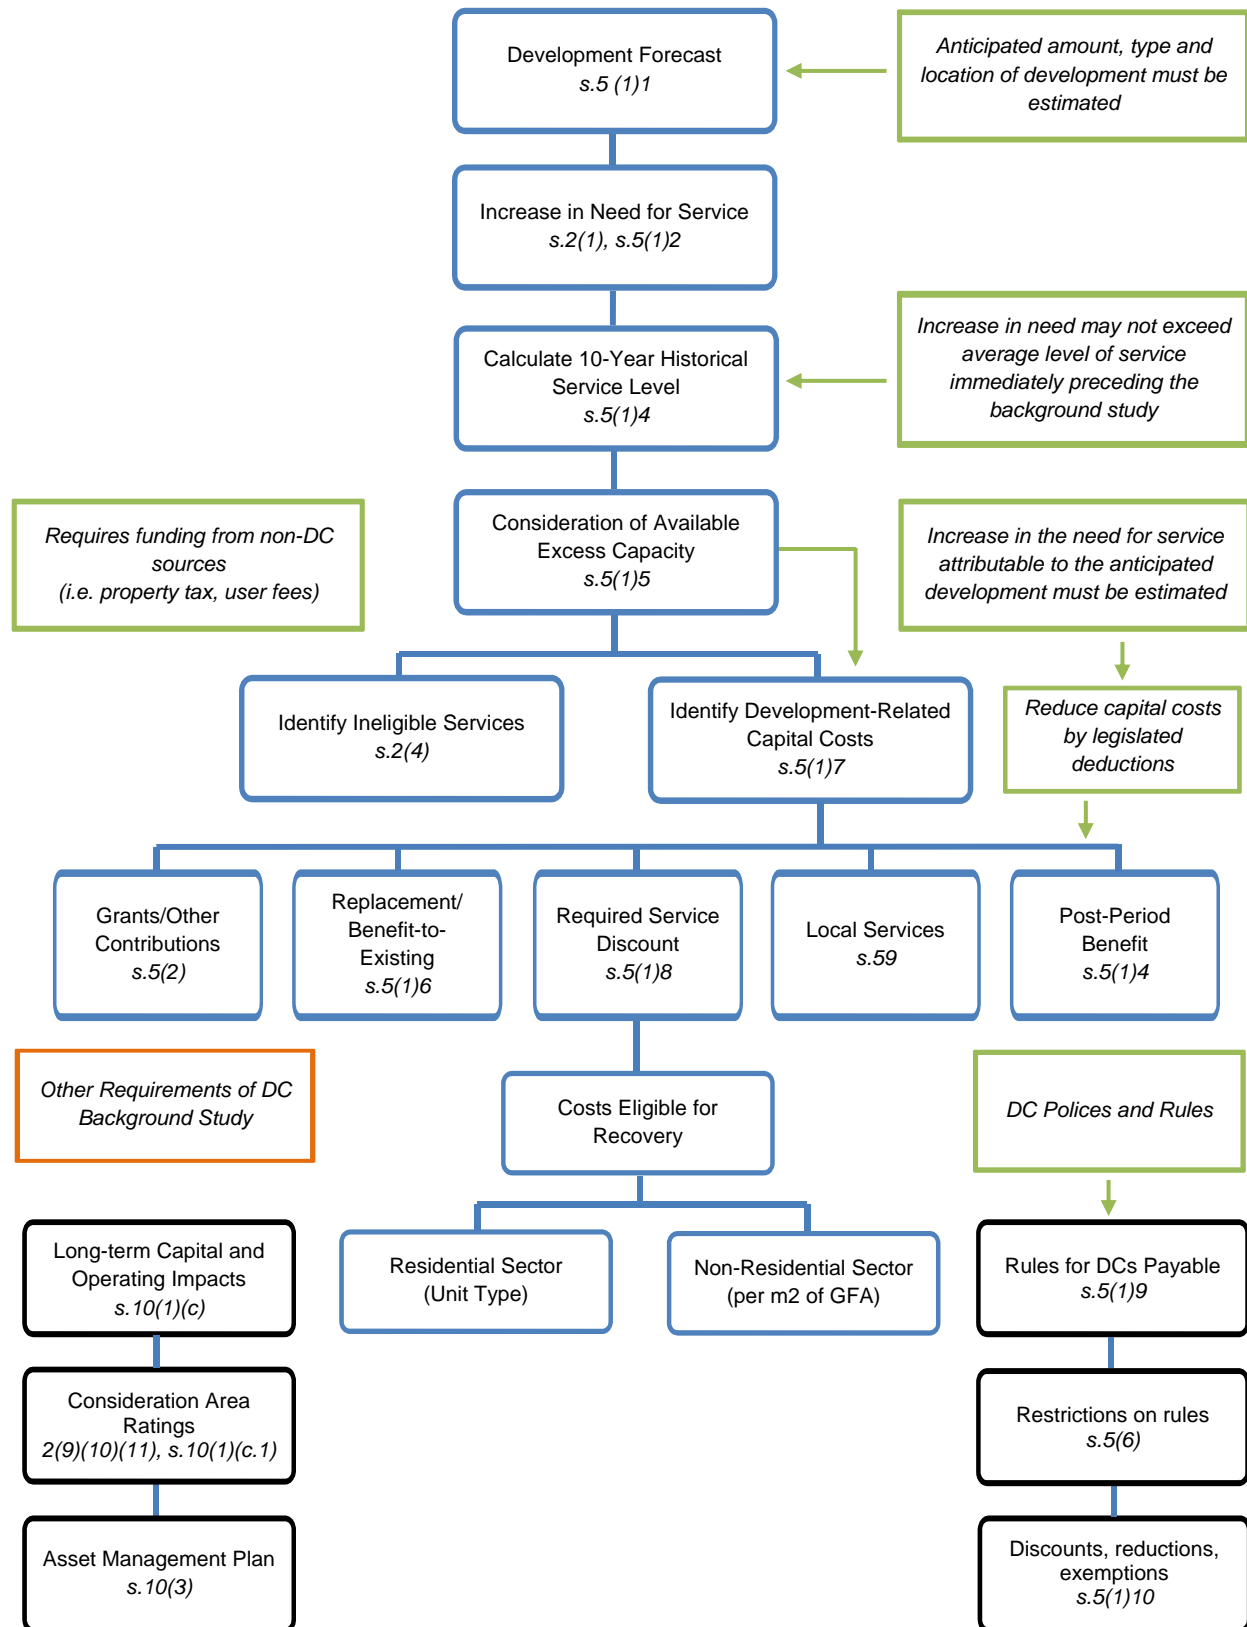 Development Forecast
s.5 (1)1
Anticipated amount, type and
location of development must be
estimated
Increase in Need for Service
s.2(1), s.5(1)2
Calculate 10-Year Historical
Service Level
s.5(1)4
Increase in need may not exceed
average level of service
immediately preceding the
background study
Requires funding from non-DC
sources
(i.e. property tax, user fees)
Consideration of Available
Excess Capacity
s.5(1)5
Increase in the need for service
attributable to the anticipated
development must be estimated
Identify Ineligible Services
s.2(4)
Identify Development-Related
Capital Costs
s.5(1)7
Reduce capital costs
by legislated
deductions
Grants/Other
Contributions
s.5(2)
Replacement/
Benefit-to-
Existing
s.5(1)6
Required Service
Discount
s.5(1)8
Local Services
s.59
Post-Period
Benefit
s.5(1)4
Other Requirements of DC
Background Study
Costs Eligible for
Recovery
DC Polices and Rules
Long-term Capital and
Operating Impacts
s.10(1)(c)
Residential Sector
(Unit Type)
Non-Residential Sector
(per m2 of GFA)
Rules for DCs Payable
s.5(1)9
Consideration Area
Ratings
2(9)(10)(11), s.10(1)(c.1)
Restrictions on rules
s.5(6)
Asset Management Plan
s.10(3)
Discounts, reductions,
exemptions
s.5(1)10